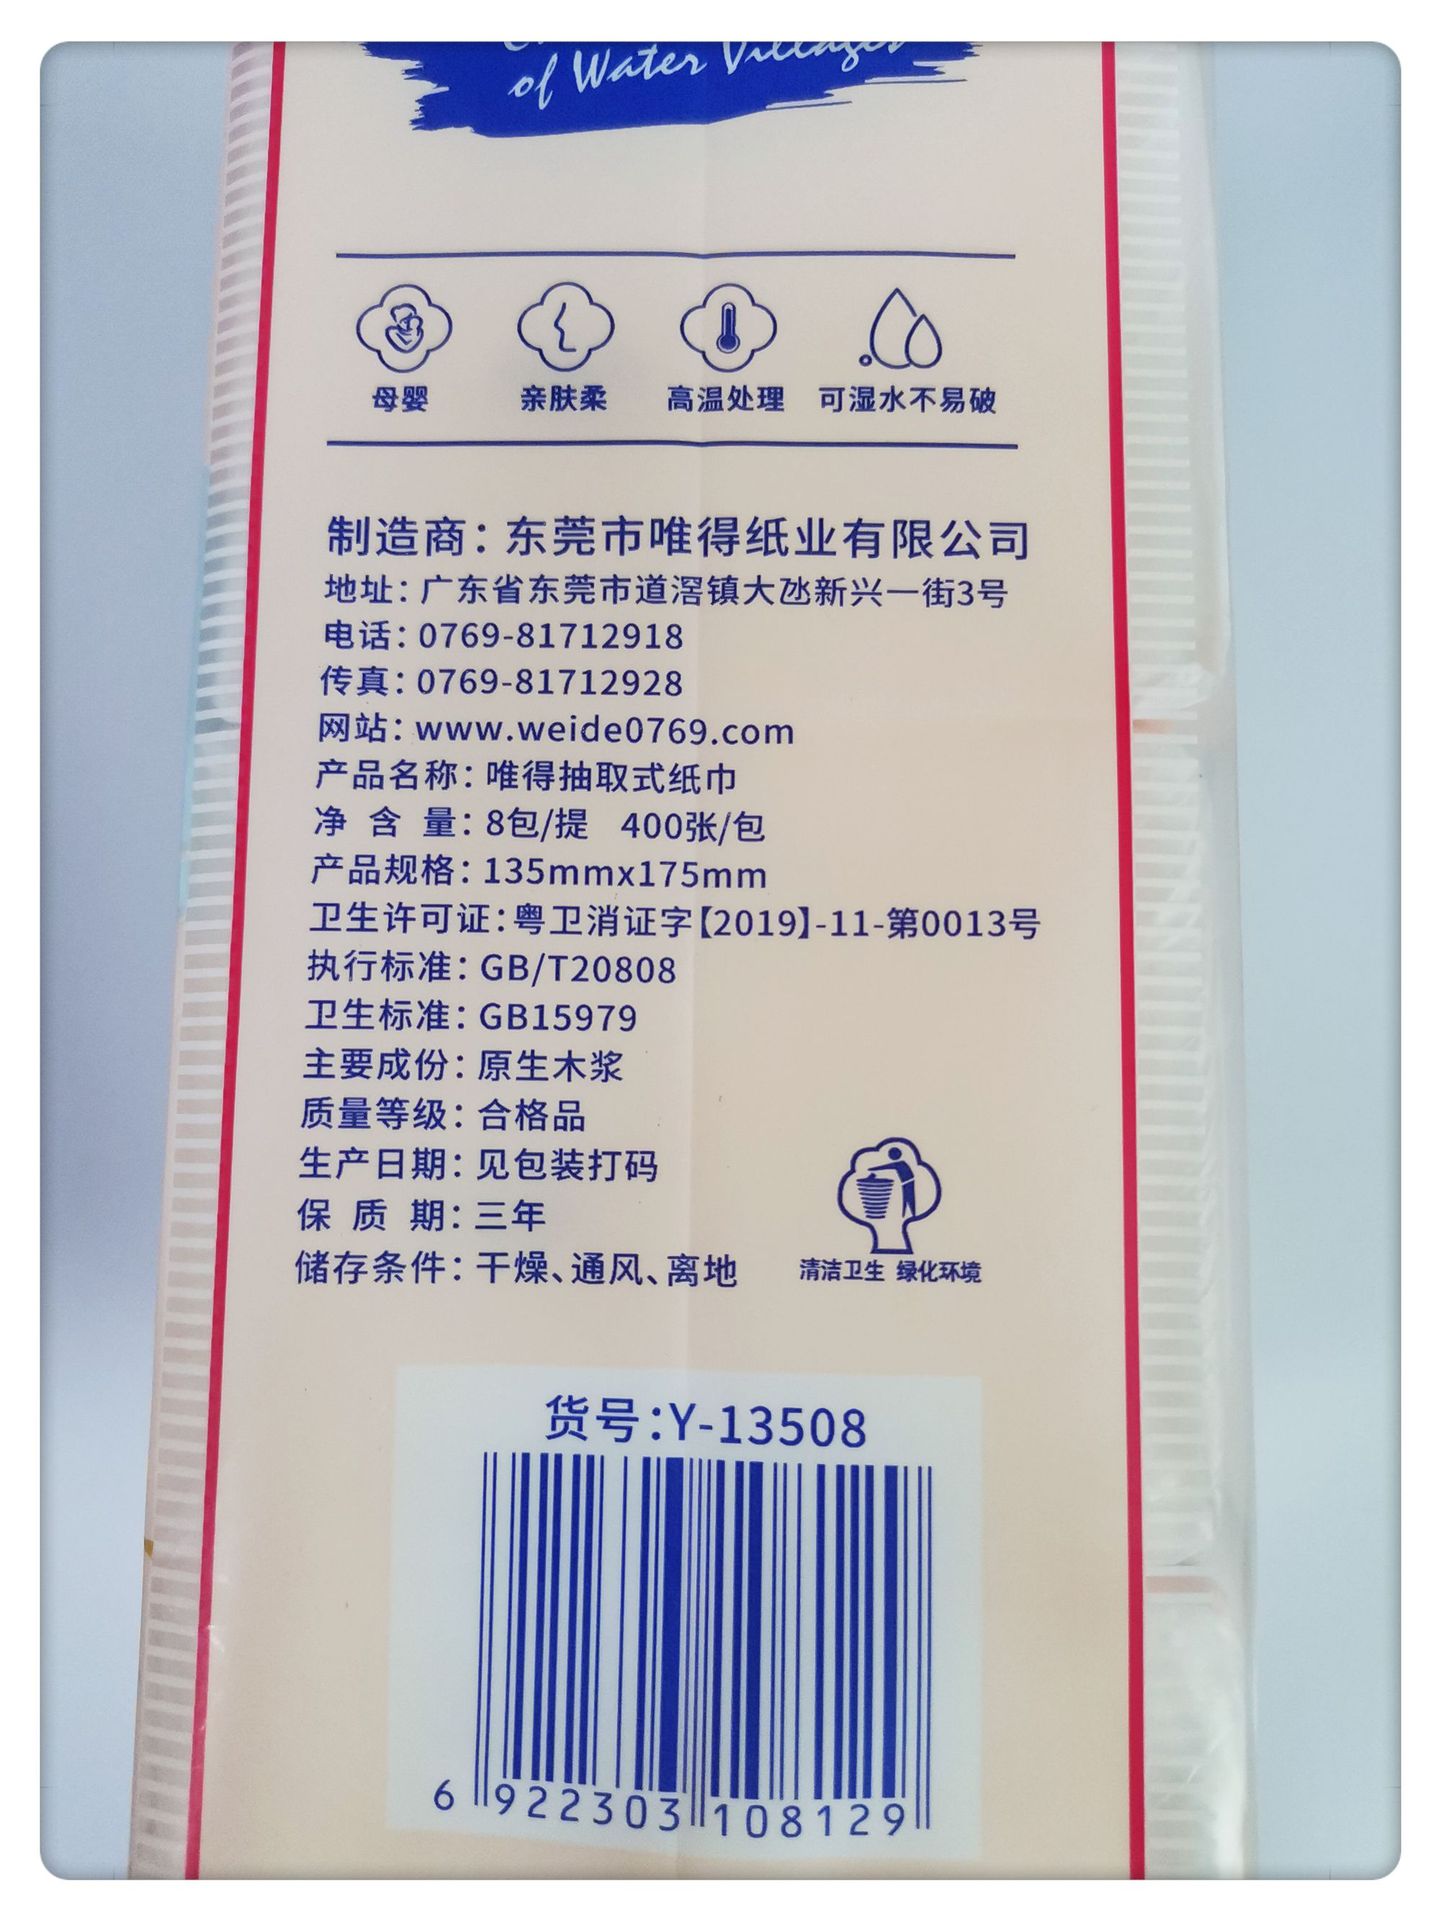 of Water Villages
母婴 亲肤柔 高温处理 可湿水不易破
制造商：东莞市唯得纸业有限公司
地址：广东省东莞市道滘镇大氹新兴一街3号
电话：0769-81712918
传真：0769-81712928
网站：www.weide0769.com
产品名称：唯得抽取式纸巾
净 含 量：8包/提 400张/包
产品规格：135mmx175mm
卫生许可证：粤卫消证字【2019】-11-第0013号
执行标准：GB/T20808
卫生标准：GB15979
主要成份：原生木浆
质量等级：合格品
生产日期：见包装打码
保 质 期：三年
储存条件：干燥、通风、离地
清洁卫生 绿化环境
货号：Y-13508
6 922303 108129